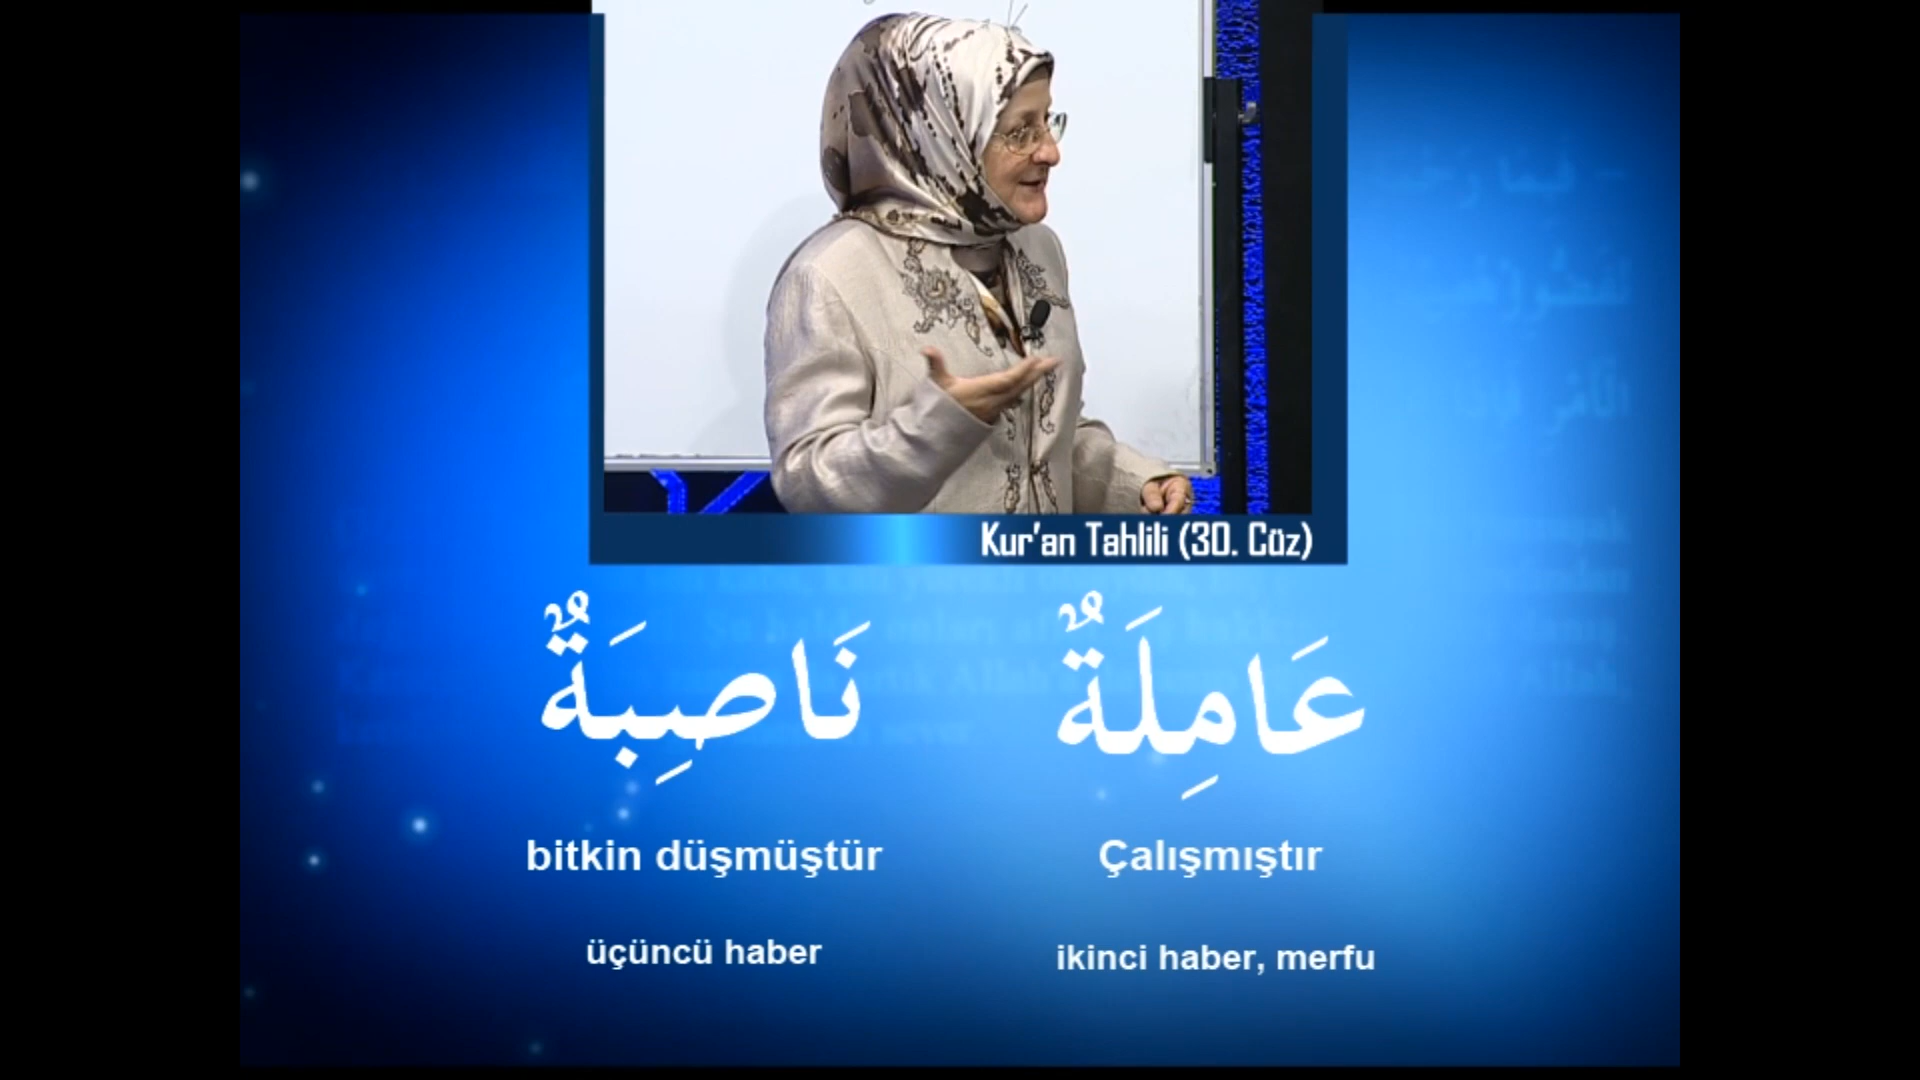 Kur'an Tahlili (30. Cüz)
عَامِلَةٌ نَاصِبَةٌ
Çalışmıştır
bitkin düşmüştür
ikinci haber, merfu
üçüncü haber